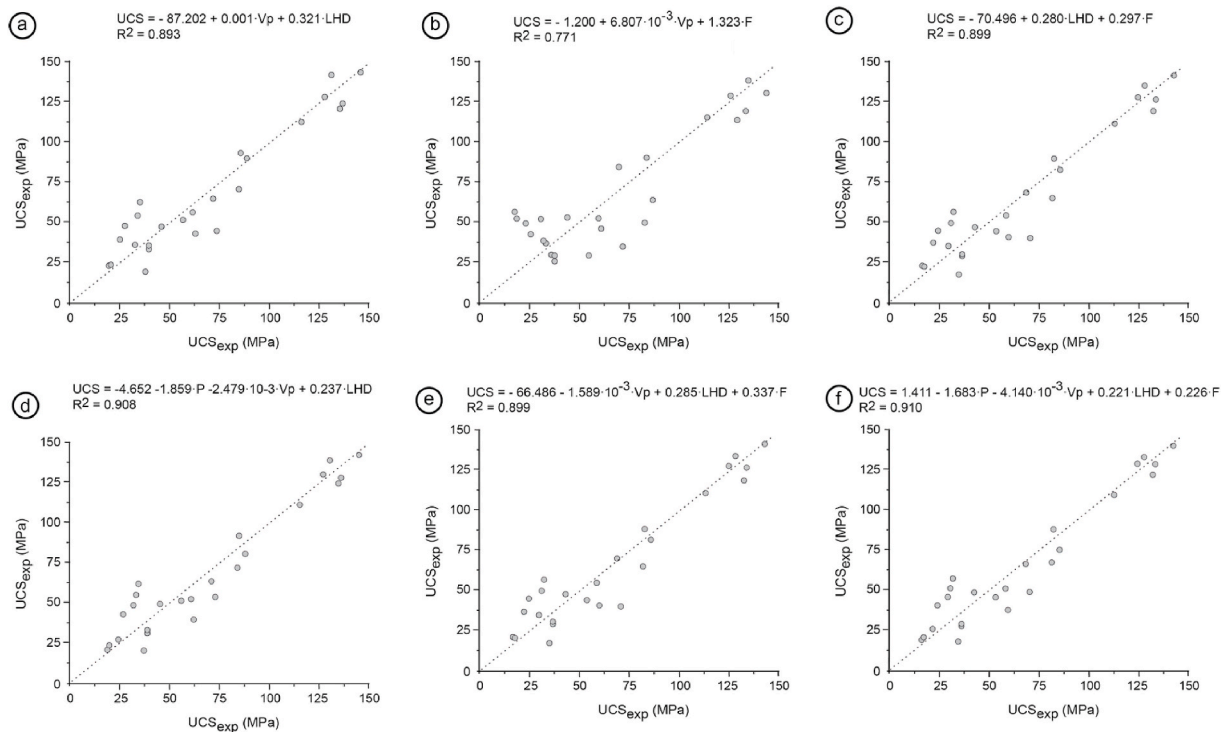 a
UCS = - 87.202 + 0.001·Vp + 0.321·LHD
R² = 0.893
150
125
100
75
50
25
0
UCSexp (MPa)
0 25 50 75 100 125 150
UCSexp (MPa)
b
UCS = - 1.200 + 6.807·10⁻³·Vp + 1.323·F
R² = 0.771
150
125
100
75
50
25
0
UCSexp (MPa)
0 25 50 75 100 125 150
UCSexp (MPa)
c
UCS = - 70.496 + 0.280·LHD + 0.297·F
R² = 0.899
150
125
100
75
50
25
0
UCSexp (MPa)
0 25 50 75 100 125 150
UCSexp (MPa)
d
UCS = -4.652 -1.859·P -2.479·10-3·Vp + 0.237·LHD
R² = 0.908
150
125
100
75
50
25
0
UCSexp (MPa)
0 25 50 75 100 125 150
UCSexp (MPa)
e
UCS = - 66.486 - 1.589·10⁻³·Vp + 0.285·LHD + 0.337·F
R² = 0.899
150
125
100
75
50
25
0
UCSexp (MPa)
0 25 50 75 100 125 150
UCSexp (MPa)
f
UCS = 1.411 - 1.683·P - 4.140·10⁻³·Vp + 0.221·LHD + 0.226·F
R² = 0.910
150
125
100
75
50
25
0
UCSexp (MPa)
0 25 50 75 100 125 150
UCSexp (MPa)